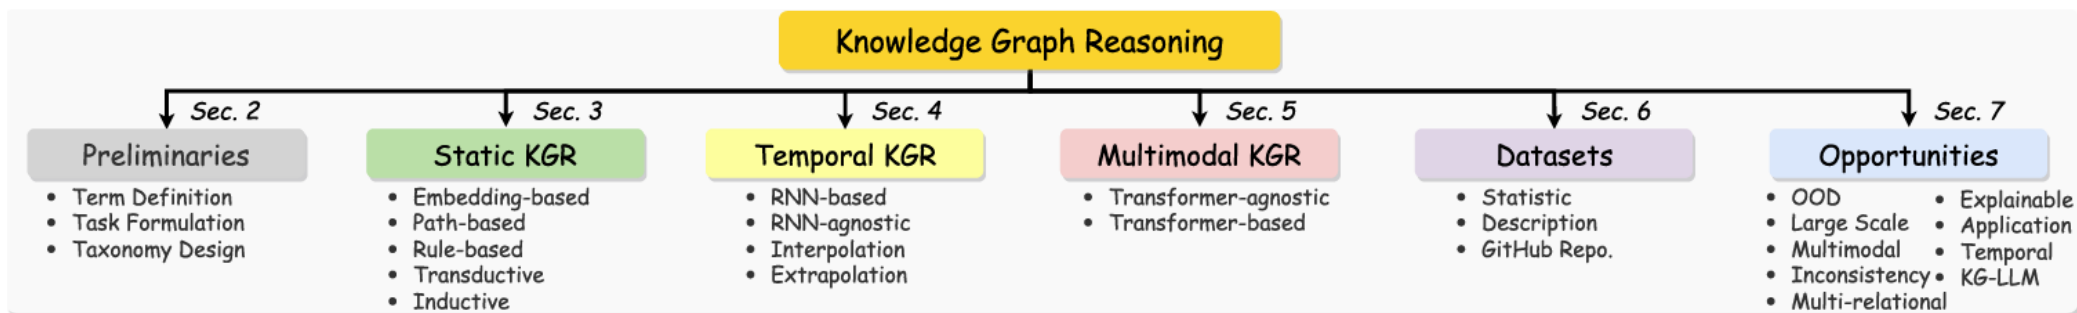 Knowledge Graph Reasoning
Sec. 2
Preliminaries
• Term Definition
• Task Formulation
• Taxonomy Design
Sec. 3
Static KGR
• Embedding-based
• Path-based
• Rule-based
• Transductive
• Inductive
Sec. 4
Temporal KGR
• RNN-based
• RNN-agnostic
• Interpolation
• Extrapolation
Sec. 5
Multimodal KGR
• Transformer-agnostic
• Transformer-based
Sec. 6
Datasets
• Statistic
• Description
• GitHub Repo.
Sec. 7
Opportunities
• OOD
• Large Scale
• Multimodal
• Inconsistency
• Multi-relational
• Explainable
• Application
• Temporal
• KG-LLM